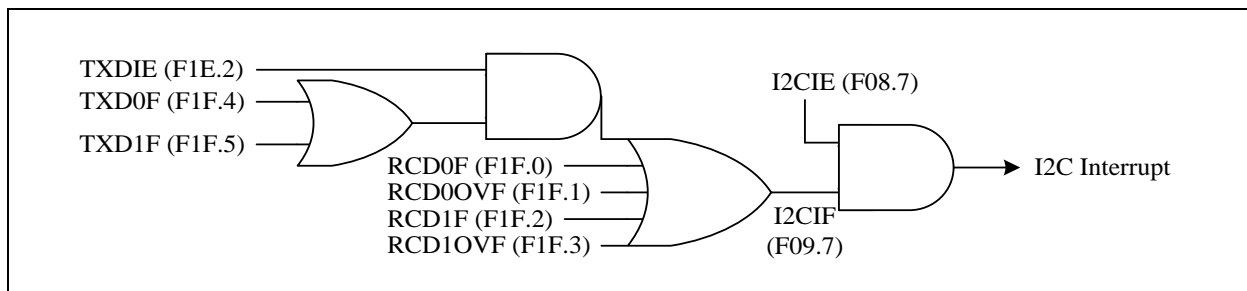 TXDIE (F1E.2)
TXD0F (F1F.4)
TXD1F (F1F.5)
RCD0F (F1F.0)
RCD0OVF (F1F.1)
RCD1F (F1F.2)
RCD1OVF (F1F.3)
I2CIE (F08.7)
I2CIF
(F09.7)
I2C Interrupt